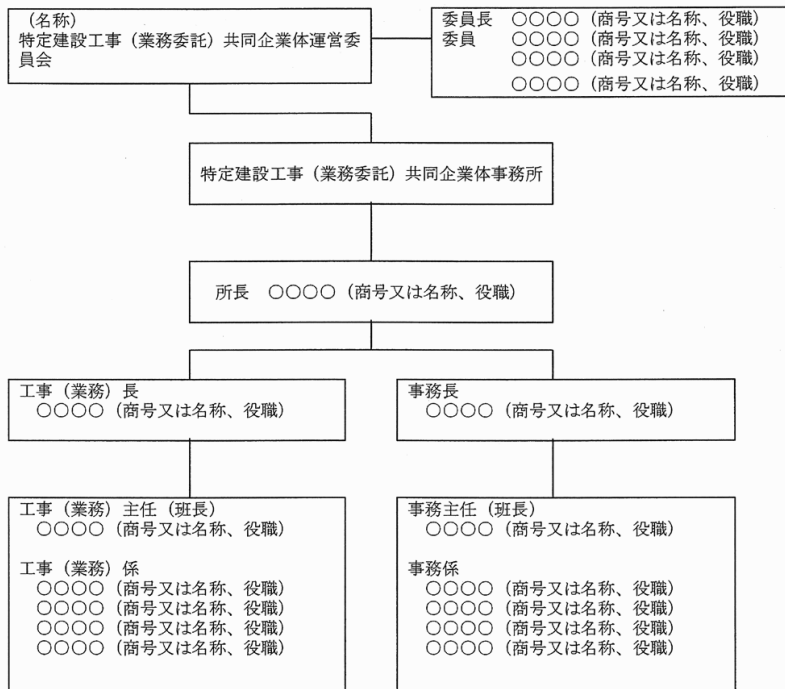 （名称）
特定建設工事（業務委託）共同企業体運営委
員会
委員長　○○○○（商号又は名称、役職）
委員　　○○○○（商号又は名称、役職）
○○○○（商号又は名称、役職）
○○○○（商号又は名称、役職）
特定建設工事（業務委託）共同企業体事務所
所長　○○○○（商号又は名称、役職）
工事（業務）長
○○○○（商号又は名称、役職）
事務長
○○○○（商号又は名称、役職）
工事（業務）主任（班長）
○○○○（商号又は名称、役職）
工事（業務）係
○○○○（商号又は名称、役職）
○○○○（商号又は名称、役職）
○○○○（商号又は名称、役職）
○○○○（商号又は名称、役職）
事務主任（班長）
○○○○（商号又は名称、役職）
事務係
○○○○（商号又は名称、役職）
○○○○（商号又は名称、役職）
○○○○（商号又は名称、役職）
○○○○（商号又は名称、役職）